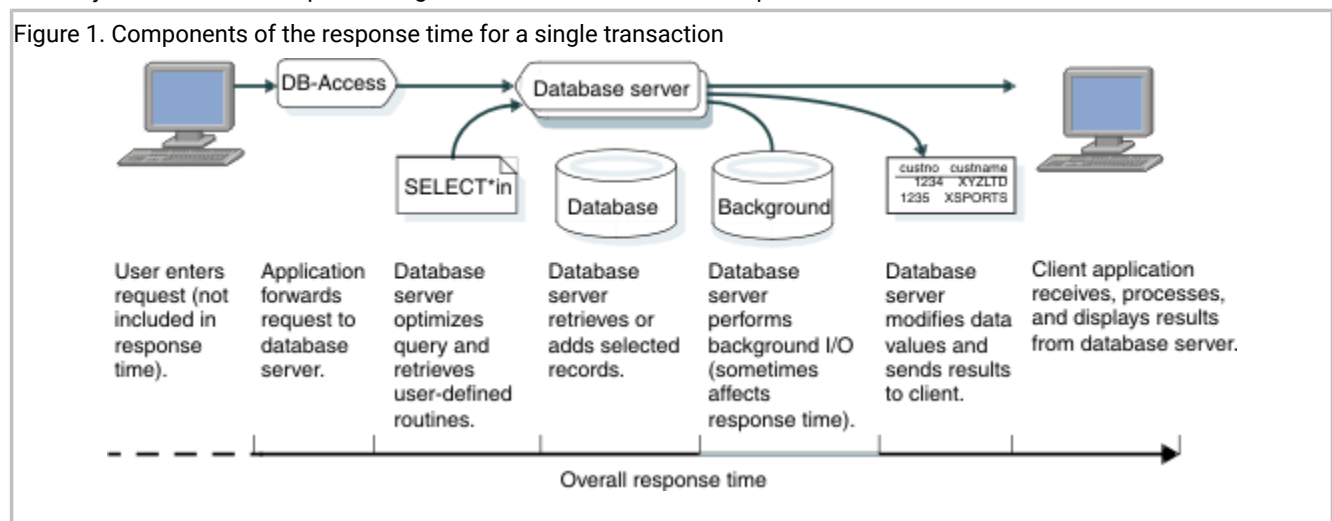 Figure 1. Components of the response time for a single transaction
DB-Access
Database server
SELECT*in
Database
Background
custno custname
1234 XYZLTD
1235 XSPORTS
User enters
request (not
included in
response
time).
Application
forwards
request to
database
server.
Database
server
optimizes
query and
retrieves
user-defined
routines.
Database
server
retrieves or
adds selected
records.
Database
server
performs
background I/O
(sometimes
affects
response time).
Database
server
modifies data
values and
sends results
to client.
Client application
receives, processes,
and displays results
from database server.
Overall response time